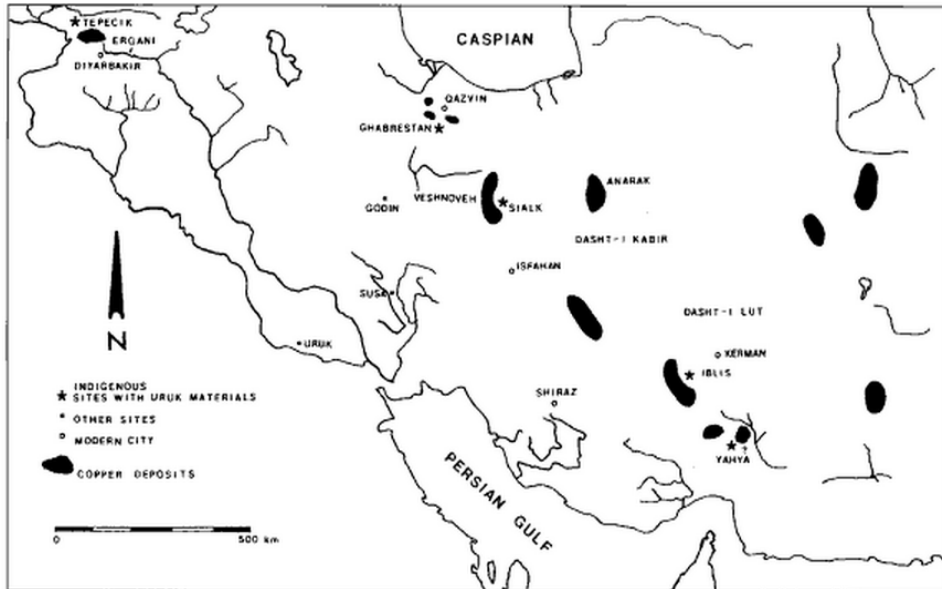 TEPECIK
ERGANI
DIYARBAKIR
CASPIAN
QAZVIN
GHABRESTAN
VESHNOVEH
SIALK
ANARAK
GODIN
DASHT-I KABIR
ISFAHAN
SUSA
DASHT-I LUT
URUK
KERMAN
IBLIS
SHIRAZ
YAHYA ?
PERSIAN GULF
N
INDIGENOUS
SITES WITH URUK MATERIALS
OTHER SITES
MODERN CITY
COPPER DEPOSITS
0 500 km